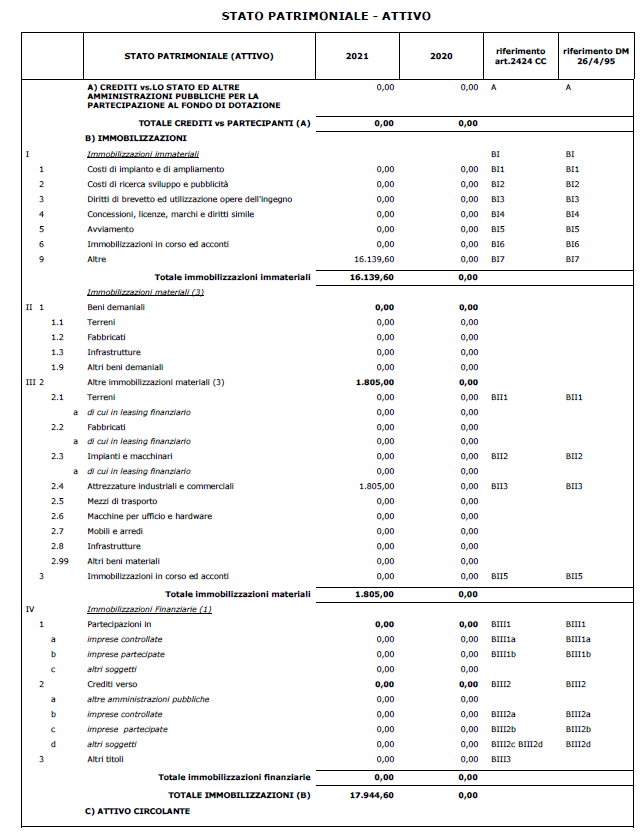 STATO PATRIMONIALE - ATTIVO
STATO PATRIMONIALE (ATTIVO) 2021 2020 riferimento art.2424 CC riferimento DM 26/4/95
A) CREDITI vs.LO STATO ED ALTRE 0,00 0,00 A A
AMMINISTRAZIONI PUBBLICHE PER LA
PARTECIPAZIONE AL FONDO DI DOTAZIONE
TOTALE CREDITI vs PARTECIPANTI (A) 0,00 0,00
B) IMMOBILIZZAZIONI
I Immobilizzazioni immateriali BI BI
1 Costi di impianto e di ampliamento 0,00 0,00 BI1 BI1
2 Costi di ricerca sviluppo e pubblicità 0,00 0,00 BI2 BI2
3 Diritti di brevetto ed utilizzazione opere dell'ingegno 0,00 0,00 BI3 BI3
4 Concessioni, licenze, marchi e diritti simile 0,00 0,00 BI4 BI4
5 Avviamento 0,00 0,00 BI5 BI5
6 Immobilizzazioni in corso ed acconti 0,00 0,00 BI6 BI6
9 Altre 16.139,60 0,00 BI7 BI7
Totale immobilizzazioni immateriali 16.139,60 0,00
Immobilizzazioni materiali (3)
II 1 Beni demaniali 0,00 0,00
1.1 Terreni 0,00 0,00
1.2 Fabbricati 0,00 0,00
1.3 Infrastrutture 0,00 0,00
1.9 Altri beni demaniali 0,00 0,00
III 2 Altre immobilizzazioni materiali (3) 1.805,00 0,00
2.1 Terreni 0,00 0,00 BII1 BII1
a di cui in leasing finanziario 0,00 0,00
2.2 Fabbricati 0,00 0,00
a di cui in leasing finanziario 0,00 0,00
2.3 Impianti e macchinari 0,00 0,00 BII2 BII2
a di cui in leasing finanziario 0,00 0,00
2.4 Attrezzature industriali e commerciali 1.805,00 0,00 BII3 BII3
2.5 Mezzi di trasporto 0,00 0,00
2.6 Macchine per ufficio e hardware 0,00 0,00
2.7 Mobili e arredi 0,00 0,00
2.8 Infrastrutture 0,00 0,00
2.99 Altri beni materiali 0,00 0,00
3 Immobilizzazioni in corso ed acconti 0,00 0,00 BII5 BII5
Totale immobilizzazioni materiali 1.805,00 0,00
IV Immobilizzazioni Finanziarie (1)
1 Partecipazioni in 0,00 0,00 BIII1 BIII1
a imprese controllate 0,00 0,00 BIII1a BIII1a
b imprese partecipate 0,00 0,00 BIII1b BIII1b
c altri soggetti 0,00 0,00
2 Crediti verso 0,00 0,00 BIII2 BIII2
a altre amministrazioni pubbliche 0,00 0,00
b imprese controllate 0,00 0,00 BIII2a BIII2a
c imprese partecipate 0,00 0,00 BIII2b BIII2b
d altri soggetti 0,00 0,00 BIII2c BIII2d BIII2d
3 Altri titoli 0,00 0,00 BIII3
Totale immobilizzazioni finanziarie 0,00 0,00
TOTALE IMMOBILIZZAZIONI (B) 17.944,60 0,00
C) ATTIVO CIRCOLANTE